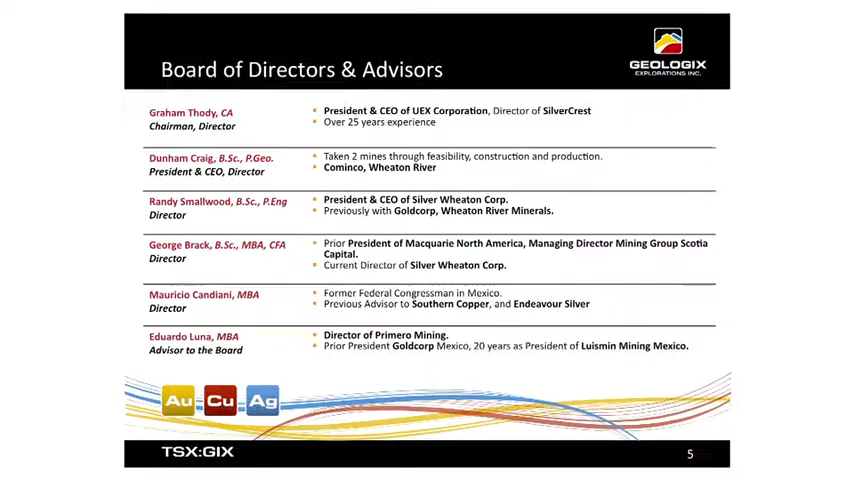 Board of Directors & Advisors
GEOLOGIX
EXPLORATIONS INC.
Graham Thody, CA
Chairman, Director
President & CEO of UEX Corporation, Director of SilverCrest
Over 25 years experience
Dunham Craig, B.Sc., P.Geo.
President & CEO, Director
Taken 2 mines through feasibility, construction and production.
Cominco, Wheaton River
Randy Smallwood, B.Sc., P.Eng
Director
President & CEO of Silver Wheaton Corp.
Previously with Goldcorp, Wheaton River Minerals.
George Brack, B.Sc., MBA, CFA
Director
Prior President of Macquarie North America, Managing Director Mining Group Scotia
Capital.
Current Director of Silver Wheaton Corp.
Mauricio Candiani, MBA
Director
Former Federal Congressman in Mexico.
Previous Advisor to Southern Copper, and Endeavour Silver
Eduardo Luna, MBA
Advisor to the Board
Director of Primero Mining.
Prior President Goldcorp Mexico, 20 years as President of Luismin Mining Mexico.
Au Cu Ag
TSX:GIX
5